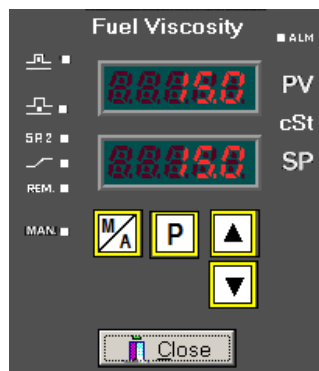 Fuel Viscosity
ALM
15.0
PV
cSt
SP2
15.0
SP
REM.
MAN.
M/A
P
Close